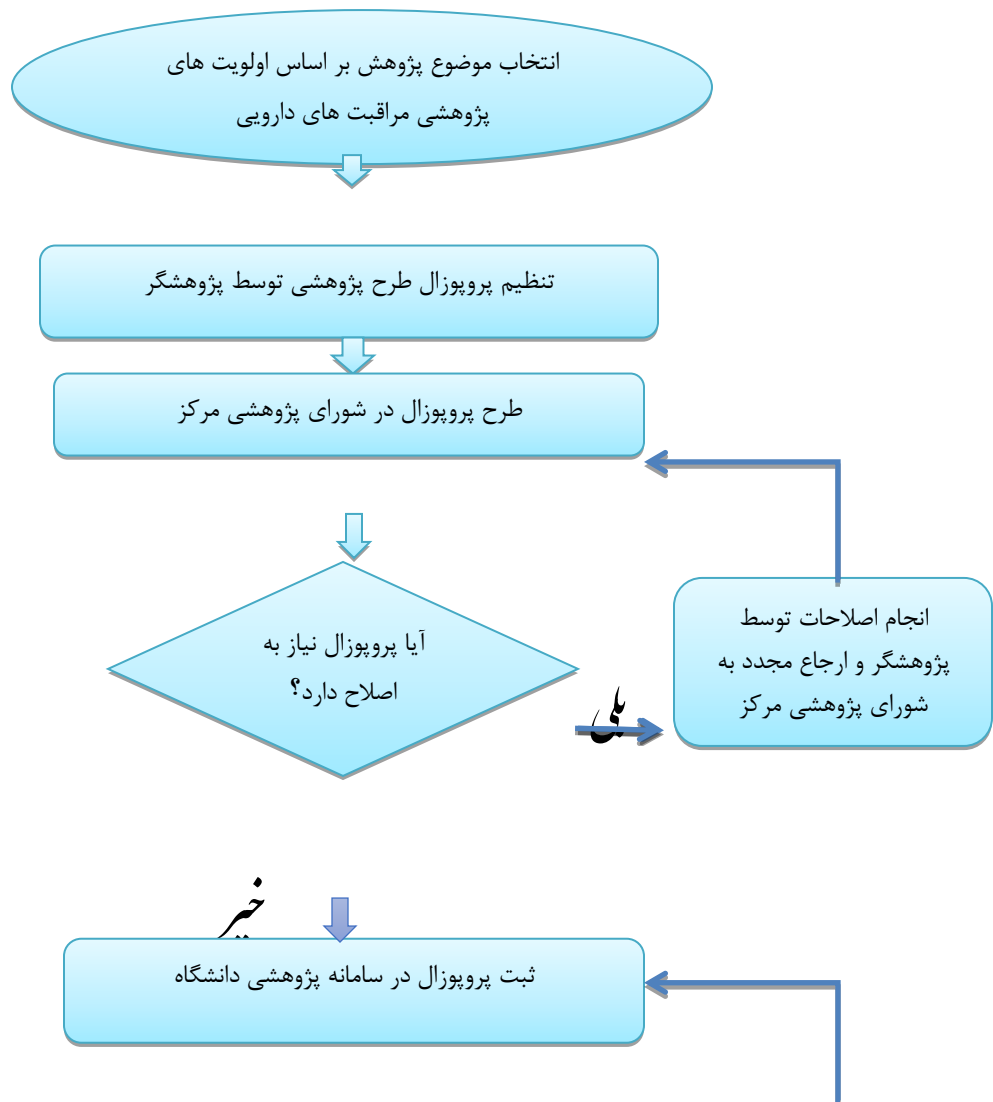 انتخاب موضوع پژوهش بر اساس اولویت های
پژوهشی مراقبت های دارویی
تنظیم پروپوزال طرح پژوهشی توسط پژوهشگر
طرح پروپوزال در شورای پژوهشی مرکز
آیا پروپوزال نیاز به
اصلاح دارد؟
بلی
انجام اصلاحات توسط
پژوهشگر و ارجاع مجدد به
شورای پژوهشی مرکز
خیر
ثبت پروپوزال در سامانه پژوهشی دانشگاه